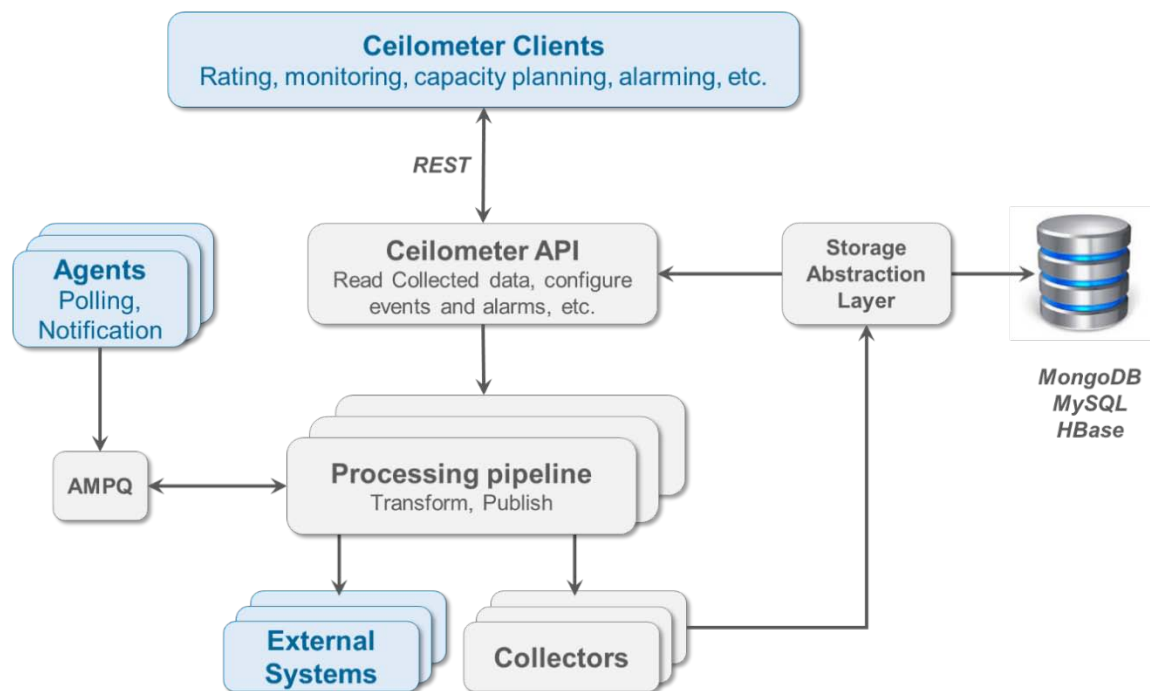 Ceilometer Clients
Rating, monitoring, capacity planning, alarming, etc.
REST
Ceilometer API
Read Collected data, configure
events and alarms, etc.
Storage
Abstraction
Layer
Agents
Polling,
Notification
MongoDB
MySQL
HBase
Processing pipeline
Transform, Publish
AMPQ
External
Systems
Collectors